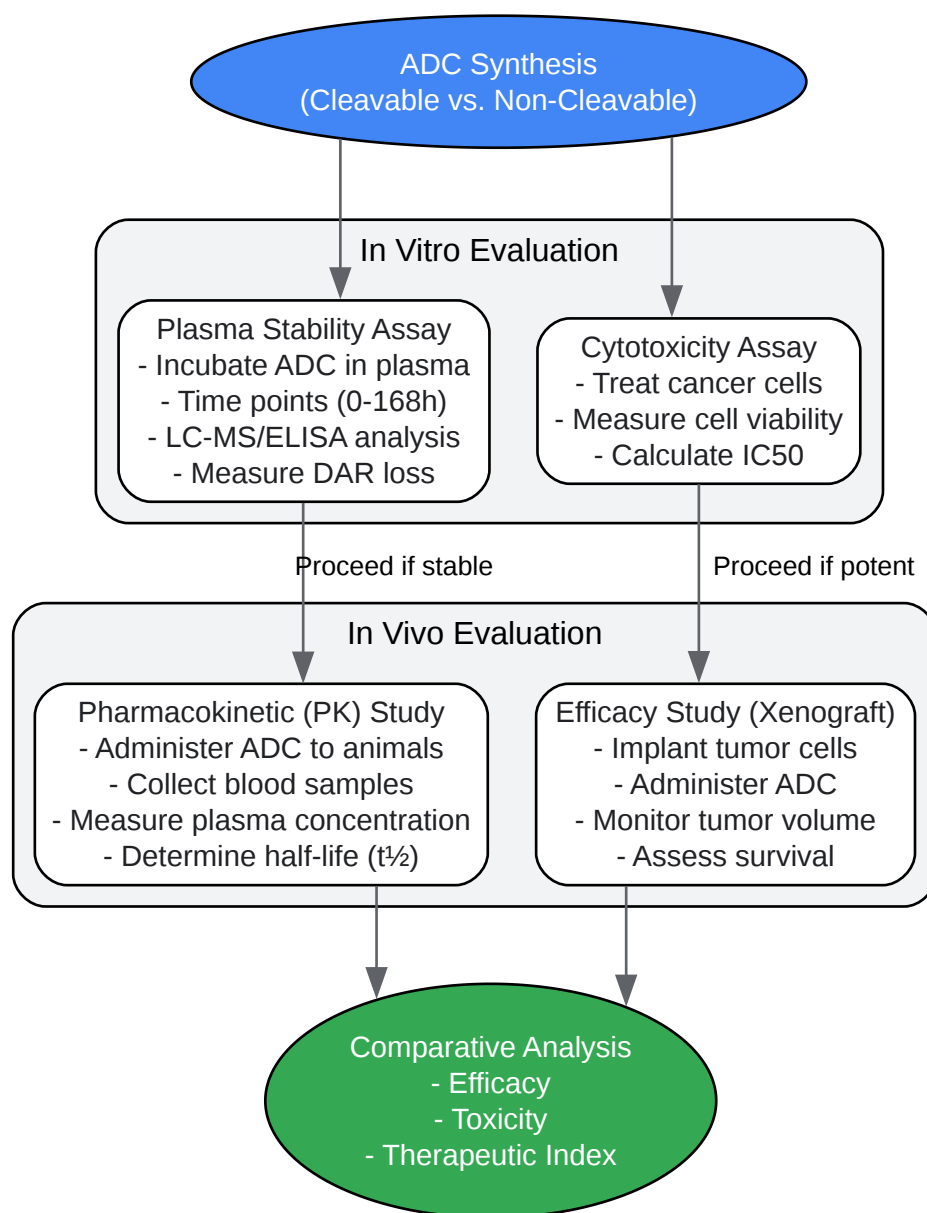 ADC Synthesis
(Cleavable vs. Non-Cleavable)
In Vitro Evaluation
Plasma Stability Assay
- Incubate ADC in plasma
- Time points (0-168h)
- LC-MS/ELISA analysis
- Measure DAR loss
Cytotoxicity Assay
- Treat cancer cells
- Measure cell viability
- Calculate IC50
Proceed if stable
Proceed if potent
In Vivo Evaluation
Pharmacokinetic (PK) Study
- Administer ADC to animals
- Collect blood samples
- Measure plasma concentration
- Determine half-life (t½)
Efficacy Study (Xenograft)
- Implant tumor cells
- Administer ADC
- Monitor tumor volume
- Assess survival
Comparative Analysis
- Efficacy
- Toxicity
- Therapeutic Index